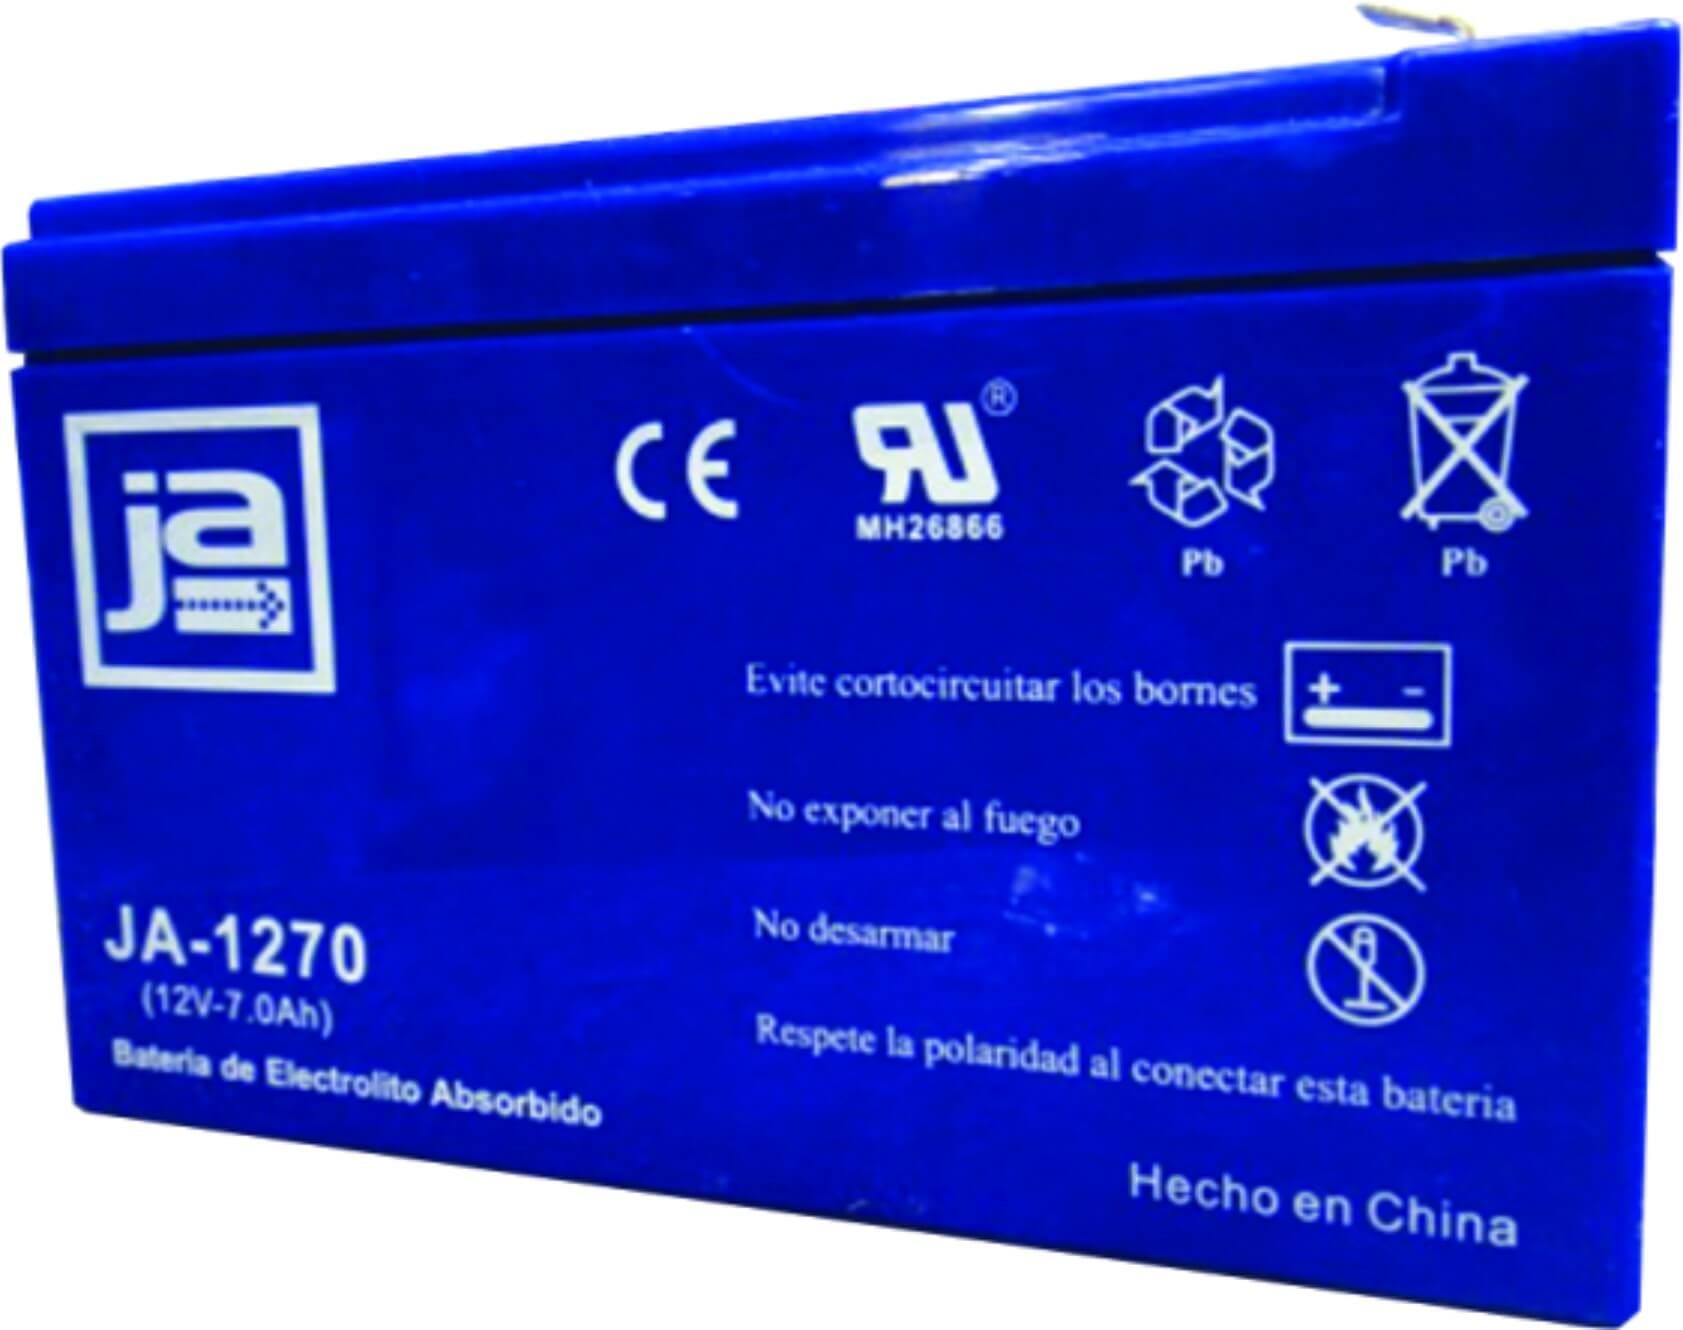 ja
CE
RU®
MH26866
Pb
Pb
Evite cortocircuitar los bornes
+ -
No exponer al fuego
No desarmar
JA-1270
(12V-7.0Ah)
Respete la polaridad al conectar esta bateria
Bateria de Electrolito Absorbido
Hecho en China